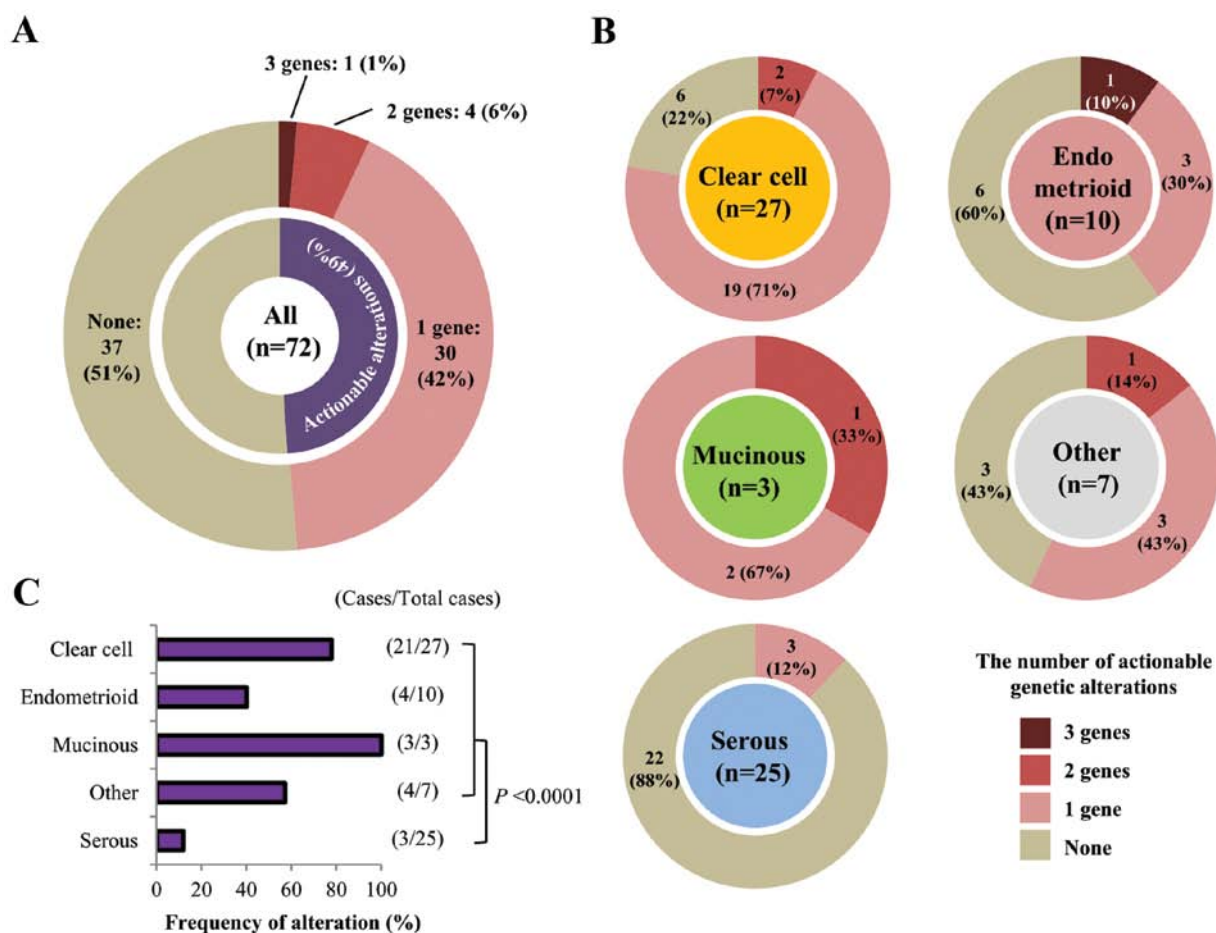 A
3 genes: 1 (1%)
2 genes: 4 (6%)
None:
37
(51%)
All
(n=72)
Actionable alterations (49%)
1 gene:
30
(42%)
B
2
(7%)
6
(22%)
Clear cell
(n=27)
19 (71%)
1
(10%)
3
(30%)
6
(60%)
Endo
metrioid
(n=10)
1
(33%)
Mucinous
(n=3)
2 (67%)
1
(14%)
3
(43%)
Other
(n=7)
3
(43%)
3
(12%)
22
(88%)
Serous
(n=25)
The number of actionable
genetic alterations
3 genes
2 genes
1 gene
None
C
(Cases/Total cases)
Clear cell (21/27)
Endometrioid (4/10)
Mucinous (3/3)
Other (4/7)
Serous (3/25)
P <0.0001
0 20 40 60 80 100
Frequency of alteration (%)